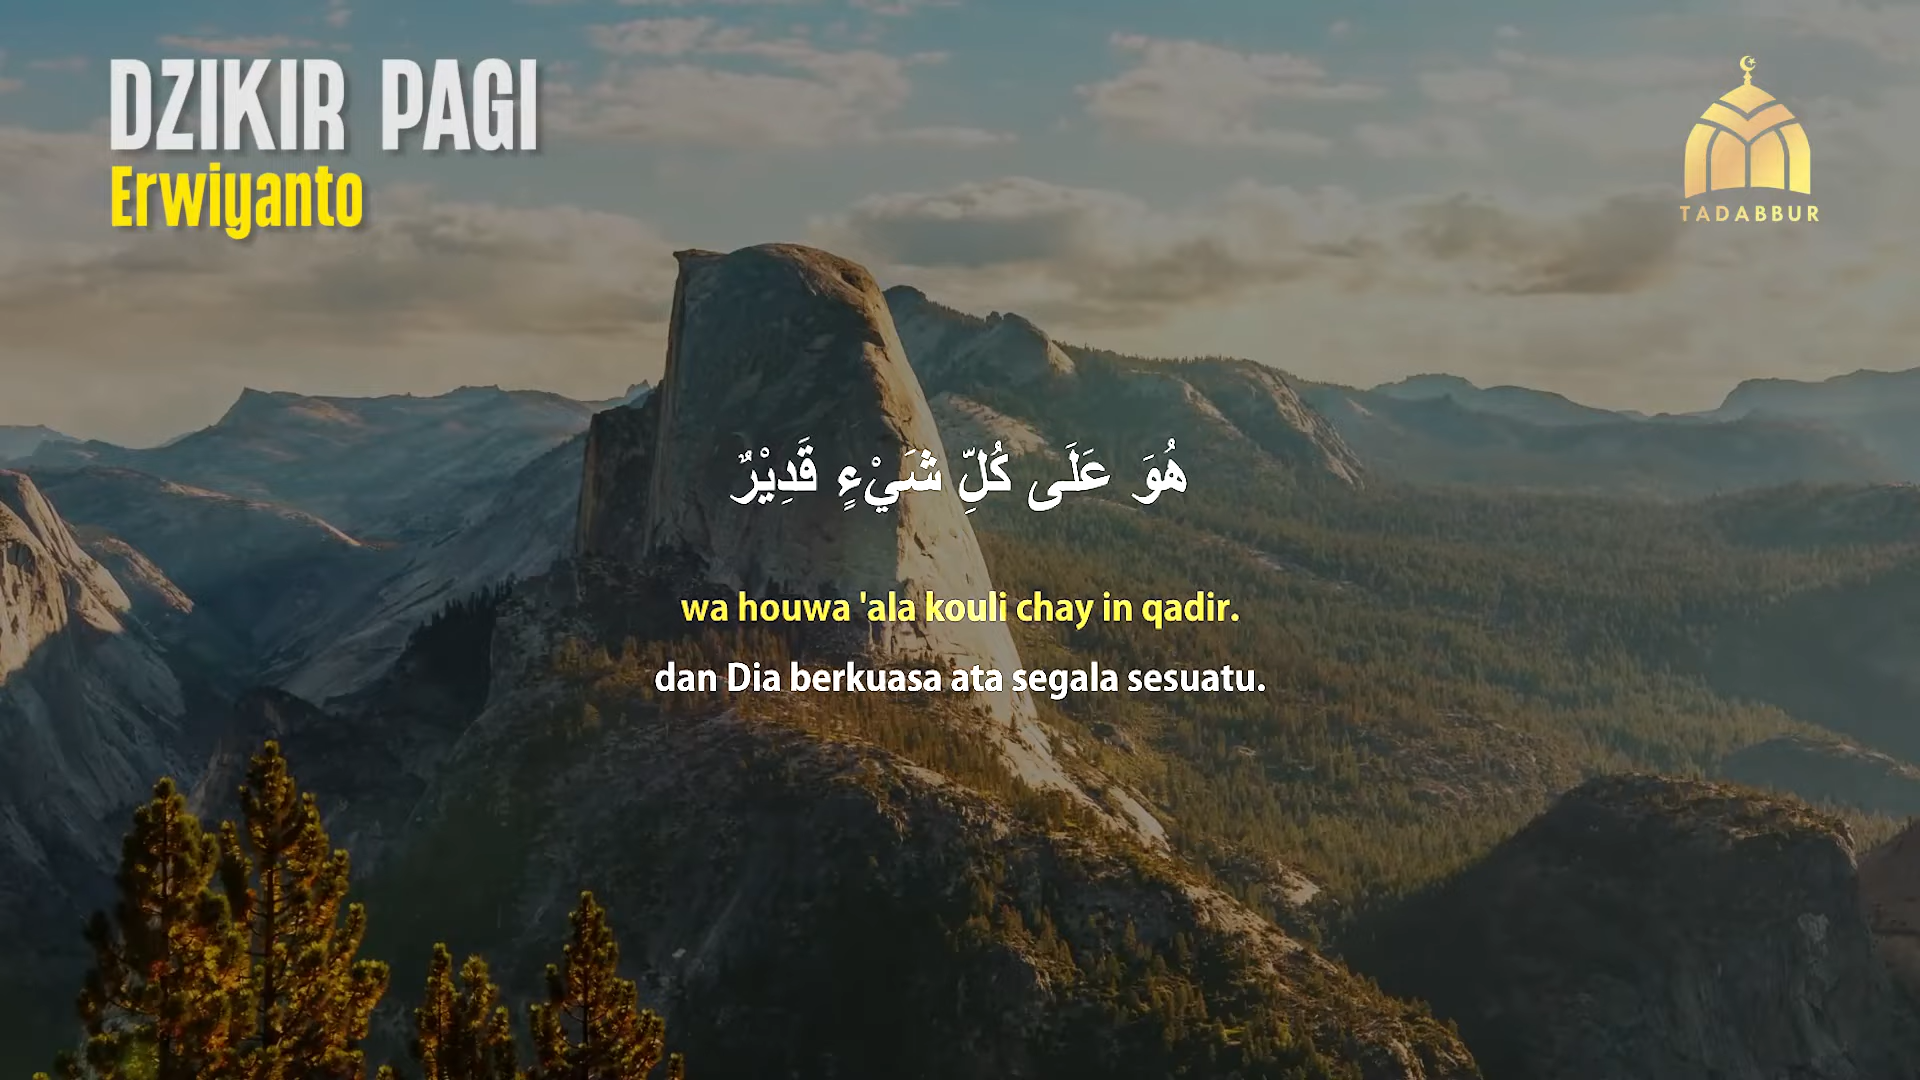 DZIKIR PAGI
Erwiyanto
TADABBUR
هُوَ عَلَى كُلِّ شَيْءٍ قَدِيْرٌ
wa houwa 'ala kouli chay in qadir.
dan Dia berkuasa ata segala sesuatu.